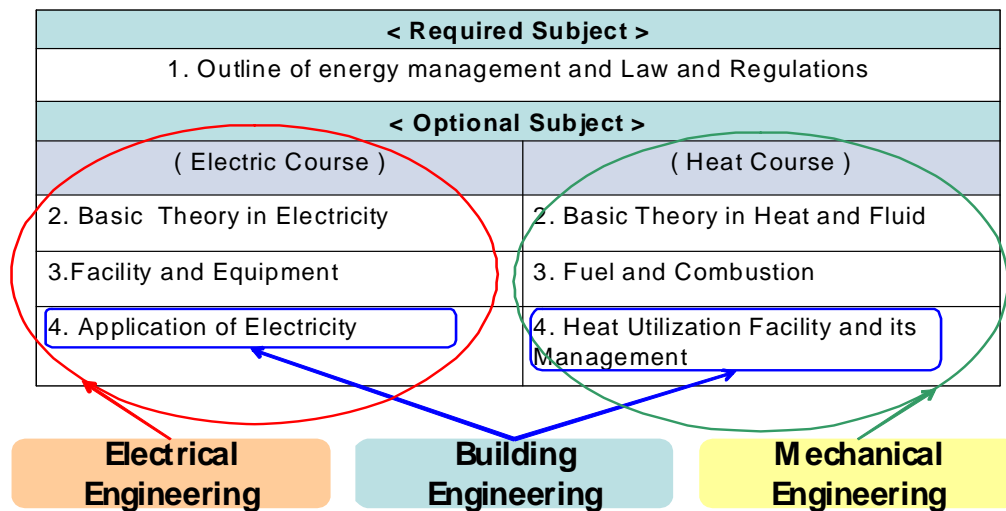 < Required Subject >
1. Outline of energy management and Law and Regulations
< Optional Subject >
( Electric Course )
( Heat Course )
2. Basic Theory in Electricity
2. Basic Theory in Heat and Fluid
3.Facility and Equipment
3. Fuel and Combustion
4. Application of Electricity
4. Heat Utilization Facility and its
Management
Electrical
Engineering
Building
Engineering
Mechanical
Engineering